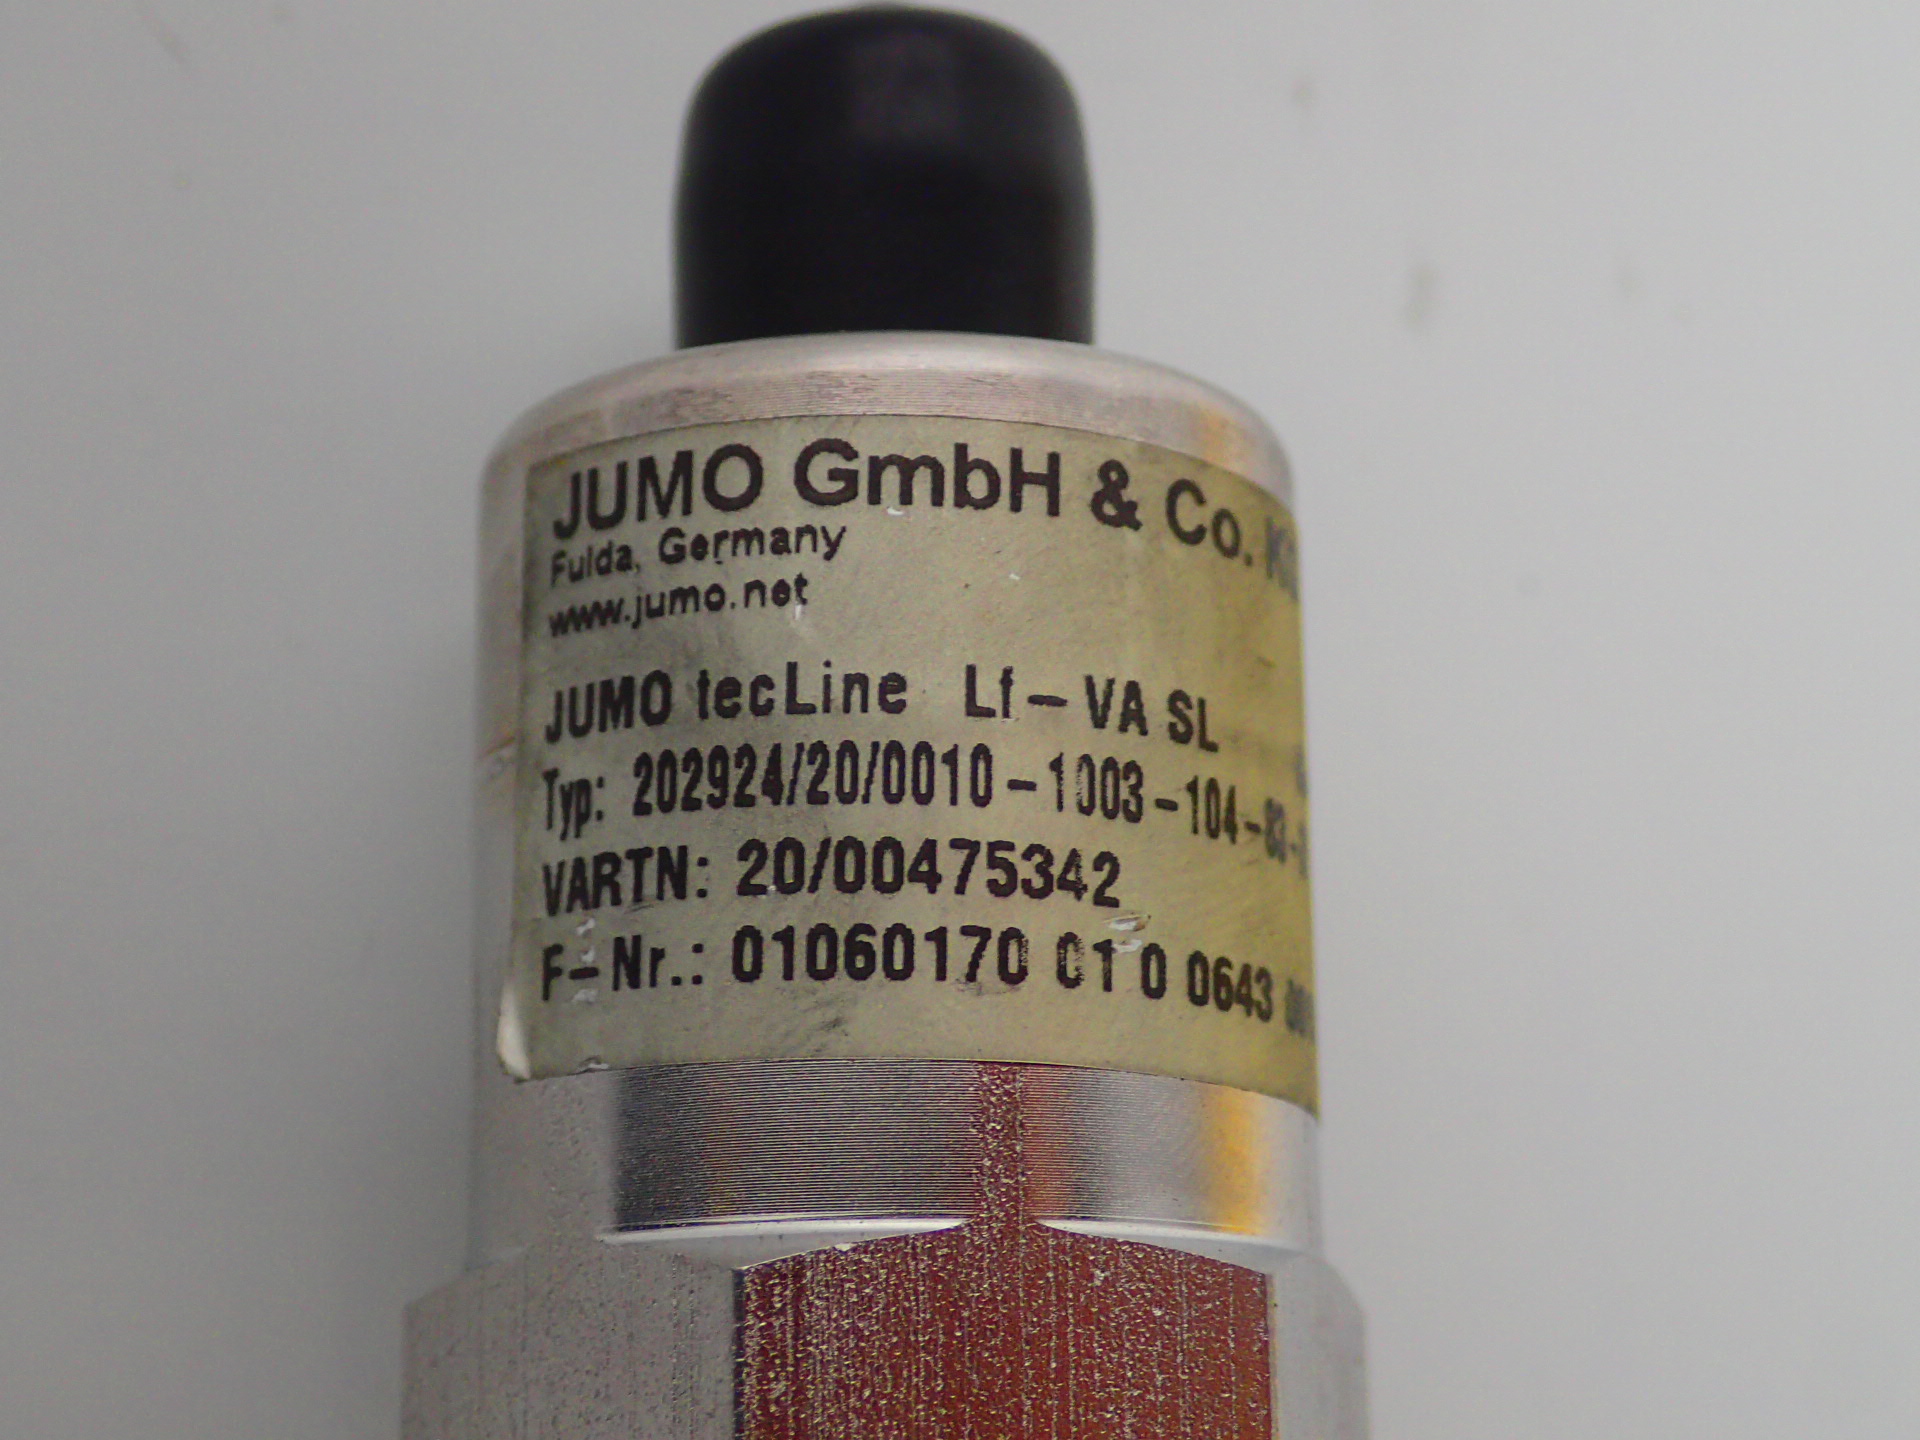 JUMO GmbH & Co.
Fulda, Germany
www.jumo.net
JUMO tecLine Lf-VA SL
Typ: 202924/20/0010-1003-104-83-
VARTN: 20/00475342
F-Nr.: 01060170 01 0 0643